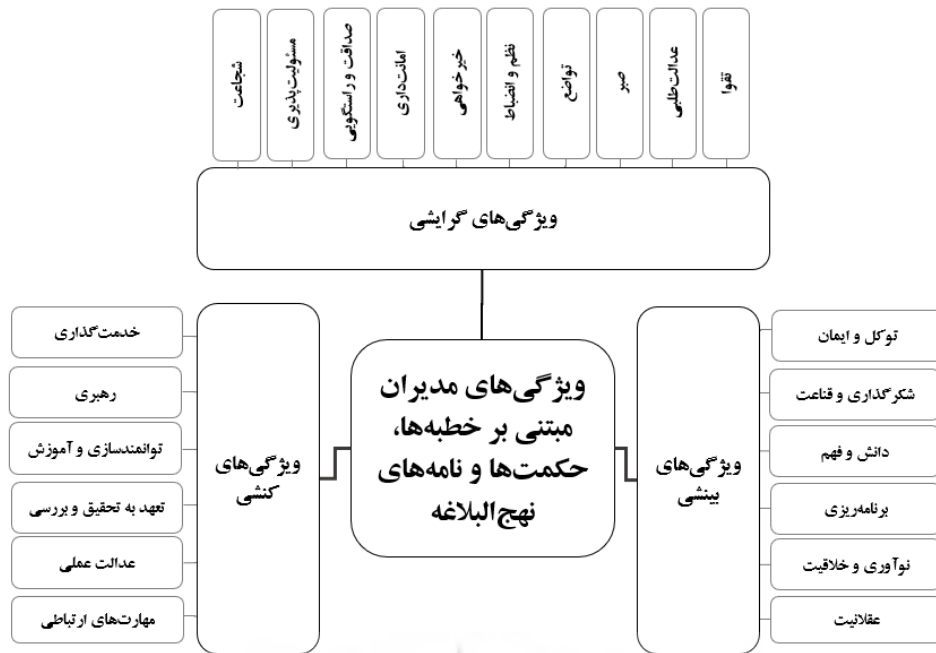 تقوا
عدالت‌طلبی
صبر
تواضع
نظم و انضباط
خیرخواهی
امانت‌داری
صداقت و راستگویی
مسئولیت‌پذیری
شجاعت
ویژگی‌های گرایشی
ویژگی‌های مدیران
مبتنی بر خطبه‌ها،
حکمت‌ها و نامه‌های
نهج‌البلاغه
ویژگی‌های
بینشی
توکل و ایمان
شکرگذاری و قناعت
دانش و فهم
برنامه‌ریزی
نوآوری و خلاقیت
عقلانیت
ویژگی‌های
کنشی
خدمت‌گذاری
رهبری
توانمندسازی و آموزش
تعهد به تحقیق و بررسی
عدالت عملی
مهارت‌های ارتباطی